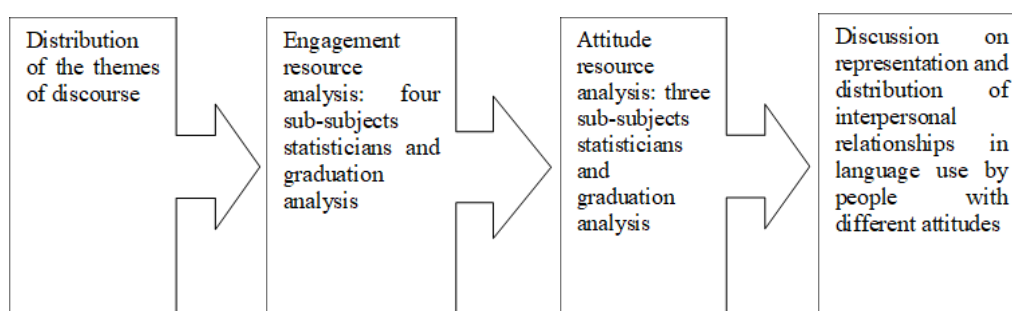 Distribution
of the themes
of discourse
Engagement
resource
analysis: four
sub-subjects
statisticians and
graduation
analysis
Attitude
resource
analysis: three
sub-subjects
statisticians
and
graduation
analysis
Discussion on
representation and
distribution of
interpersonal
relationships in
language use by
people with
different attitudes